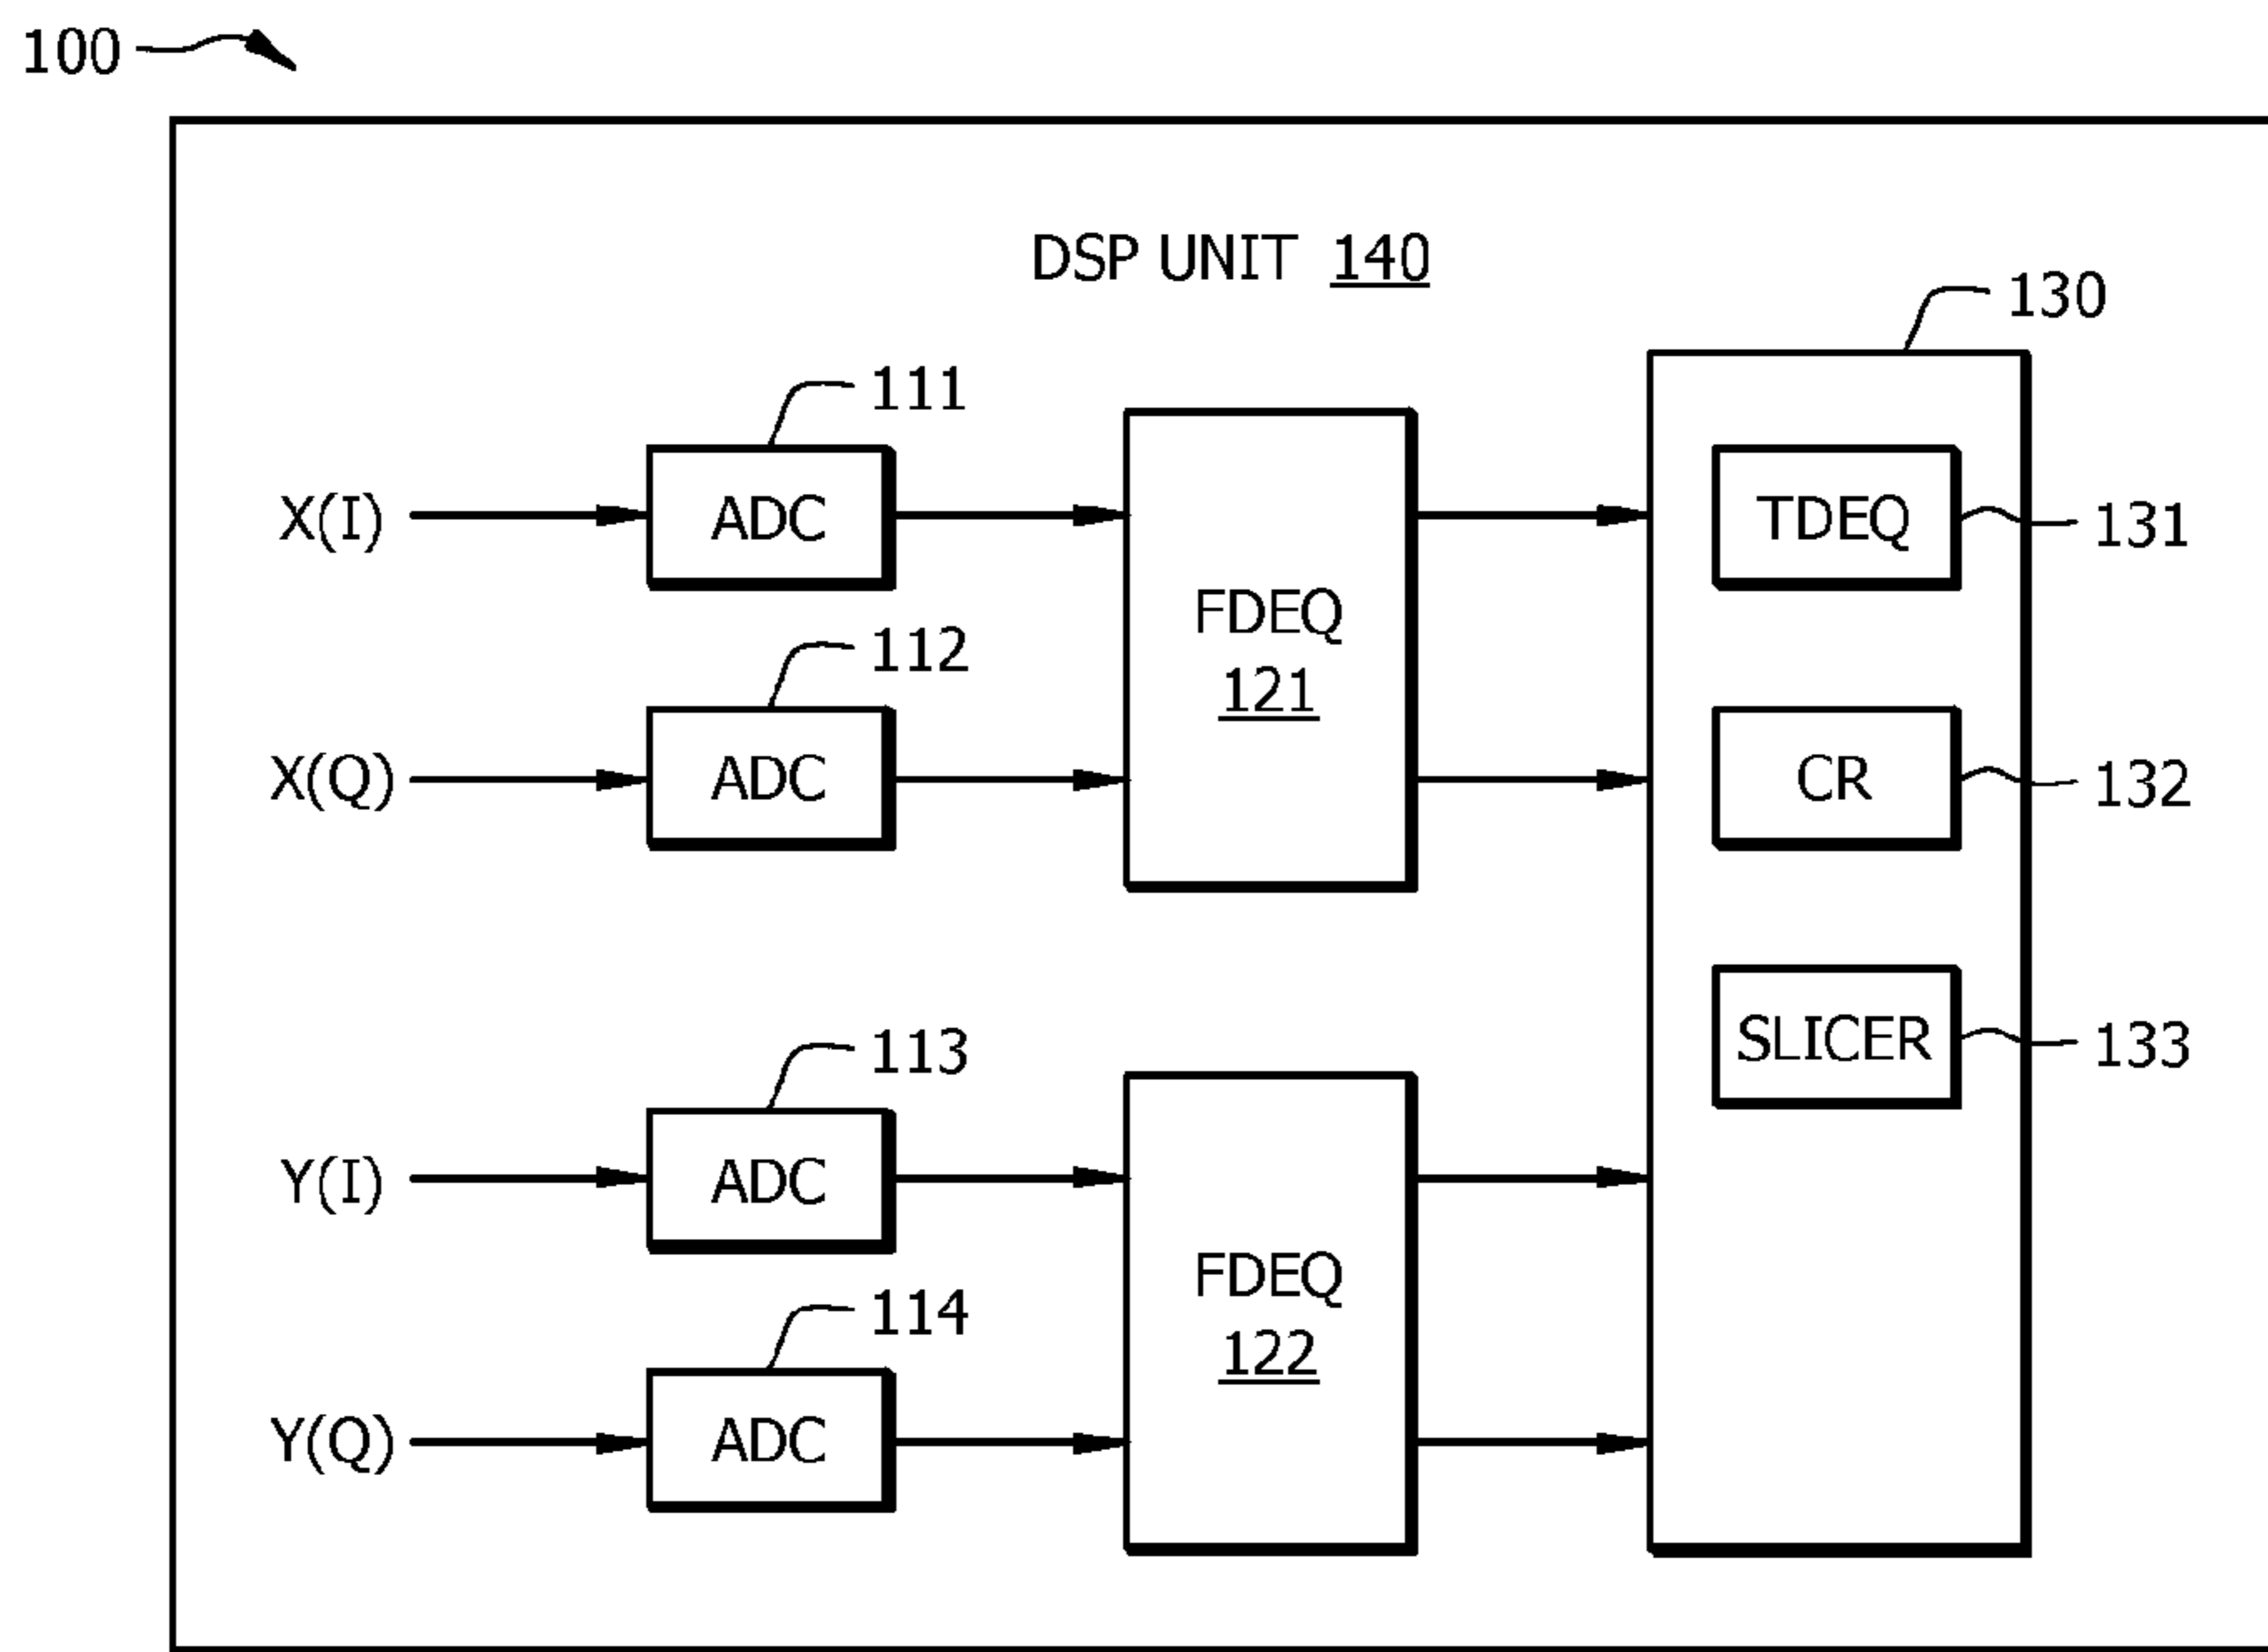 100
DSP UNIT 140
130
111
X(I)
ADC
TDEQ
131
FDEQ
121
112
X(Q)
ADC
CR
132
113
SLICER
133
Y(I)
ADC
FDEQ
122
114
Y(Q)
ADC